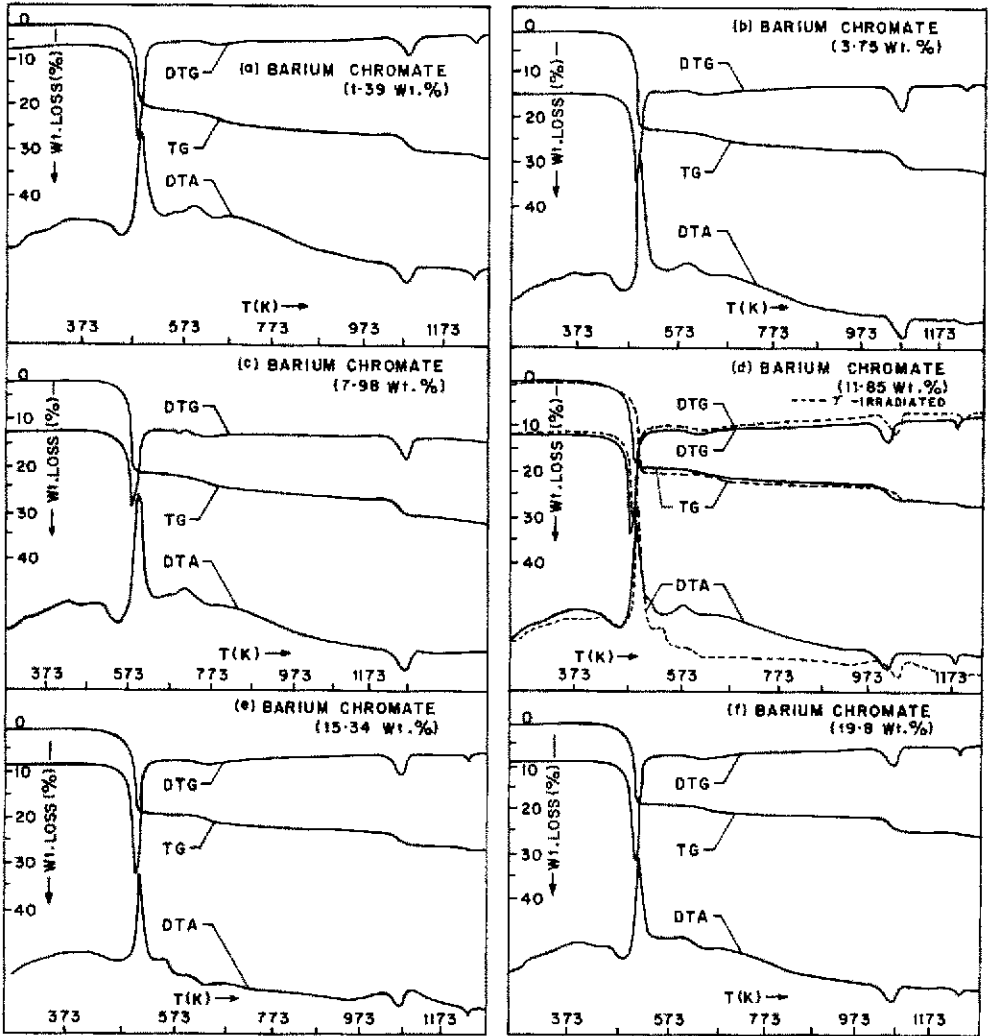 (a) BARIUM CHROMATE
(1·39 Wt.%)
0
10
20
30
40
Wt.LOSS(%)
DTG
TG
DTA
T(K)
373 573 773 973 1173
(b) BARIUM CHROMATE
(3·75 Wt.%)
0
10
20
30
40
Wt.LOSS(%)
DTG
TG
DTA
T(K)
373 573 773 973 1173
(c) BARIUM CHROMATE
(7·98 Wt.%)
0
10
20
30
40
Wt.LOSS(%)
DTG
TG
DTA
T(K)
373 573 773 973 1173
(d) BARIUM CHROMATE
(11·85 Wt.%)
γ -IRRADIATED
0
10
20
30
40
Wt.LOSS(%)
DTG
DTG
TG
DTA
T(K)
373 573 773 973 1173
(e) BARIUM CHROMATE
(15·34 Wt.%)
0
10
20
30
40
Wt.LOSS(%)
DTG
TG
DTA
T(K)
373 573 773 973 1173
(f) BARIUM CHROMATE
(19·8 Wt.%)
0
10
20
30
40
Wt.LOSS(%)
DTG
TG
DTA
T(K)
373 573 773 973 1173